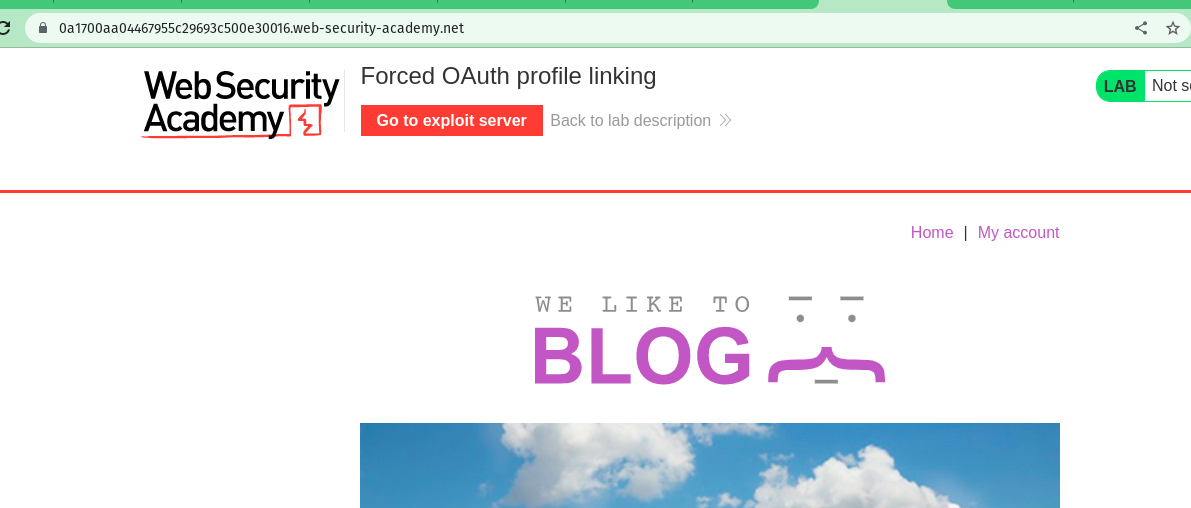 0a1700aa04467955c29693c500e30016.web-security-academy.net
Web Security
Academy
Forced OAuth profile linking
Go to exploit server Back to lab description
LAB Not
Home | My account
WE LIKE TO
BLOG